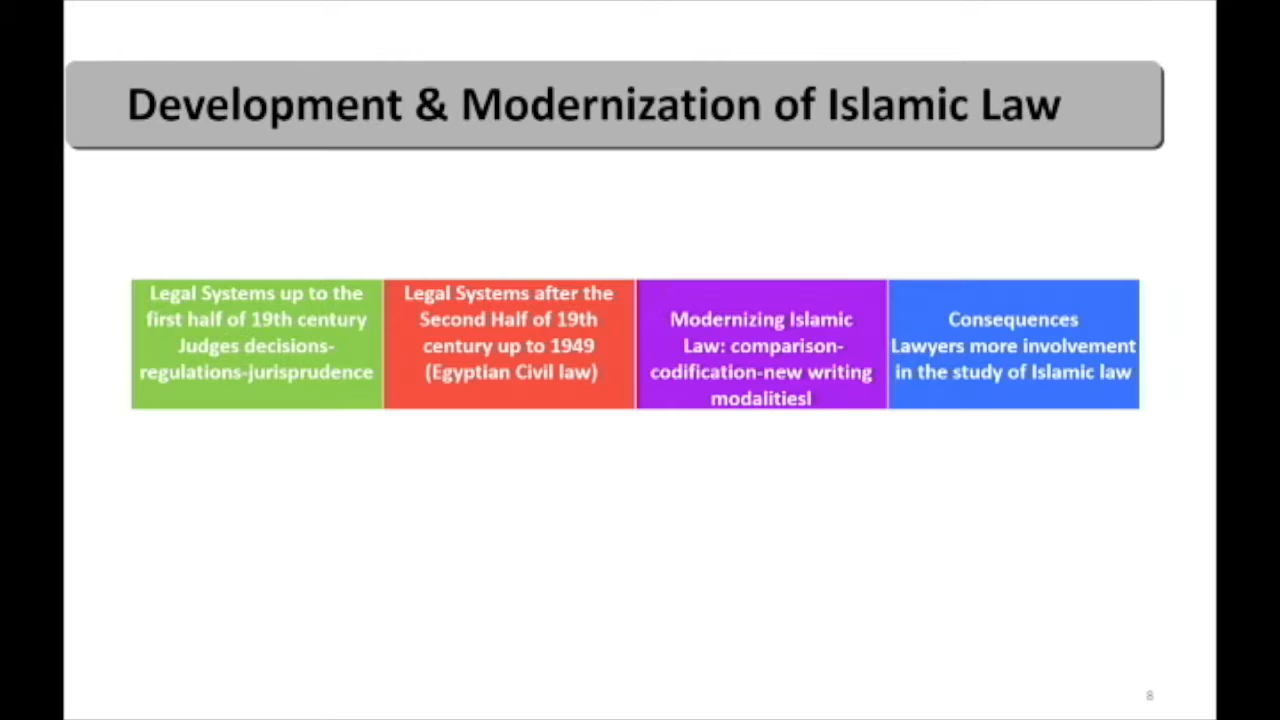 Development & Modernization of Islamic Law
Legal Systems up to the
first half of 19th century
Judges decisions-
regulations-jurisprudence
Legal Systems after the
Second Half of 19th
century up to 1949
(Egyptian Civil law)
Modernizing Islamic
Law: comparison-
codification-new writing
modalitiesl
Consequences
Lawyers more involvement
in the study of Islamic law
8